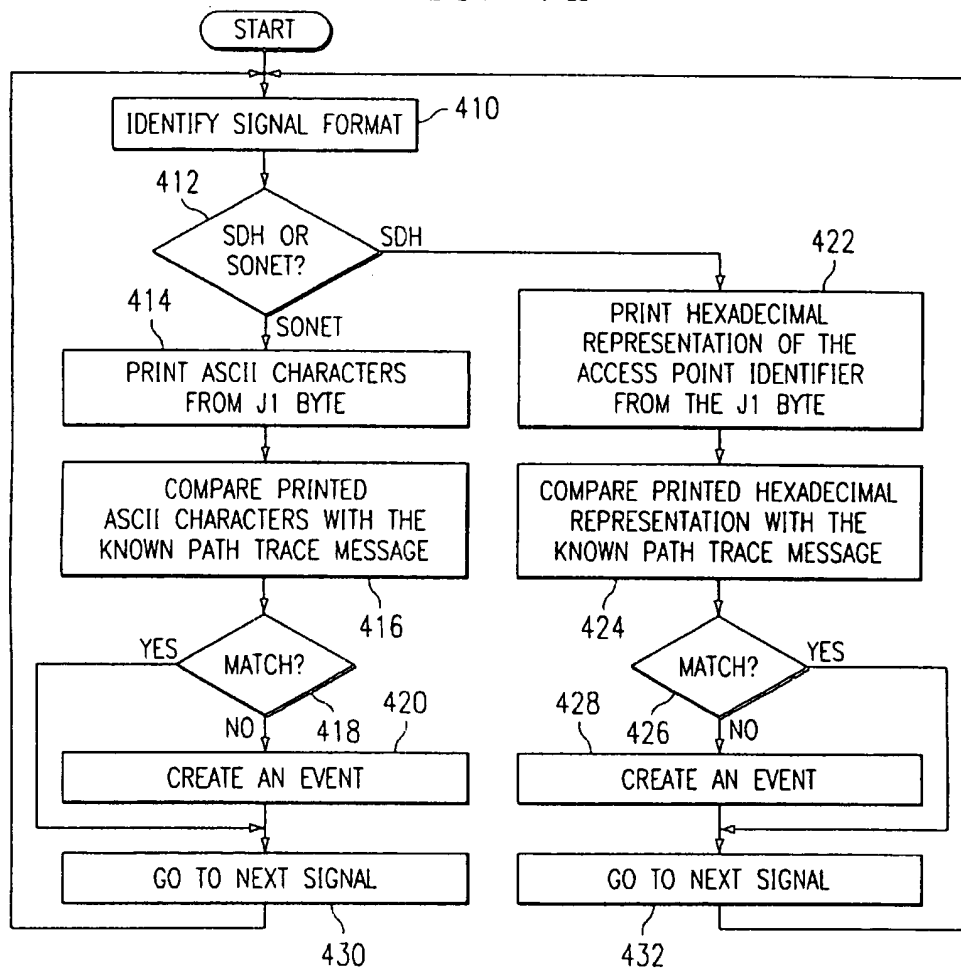 START
IDENTIFY SIGNAL FORMAT
410
412
SDH OR
SONET?
SDH
SONET
414
PRINT ASCII CHARACTERS
FROM J1 BYTE
COMPARE PRINTED
ASCII CHARACTERS WITH THE
KNOWN PATH TRACE MESSAGE
416
YES
MATCH?
418
NO
420
CREATE AN EVENT
GO TO NEXT SIGNAL
430
422
PRINT HEXADECIMAL
REPRESENTATION OF THE
ACCESS POINT IDENTIFIER
FROM THE J1 BYTE
COMPARE PRINTED HEXADECIMAL
REPRESENTATION WITH THE
KNOWN PATH TRACE MESSAGE
424
MATCH?
YES
426
NO
428
CREATE AN EVENT
GO TO NEXT SIGNAL
432